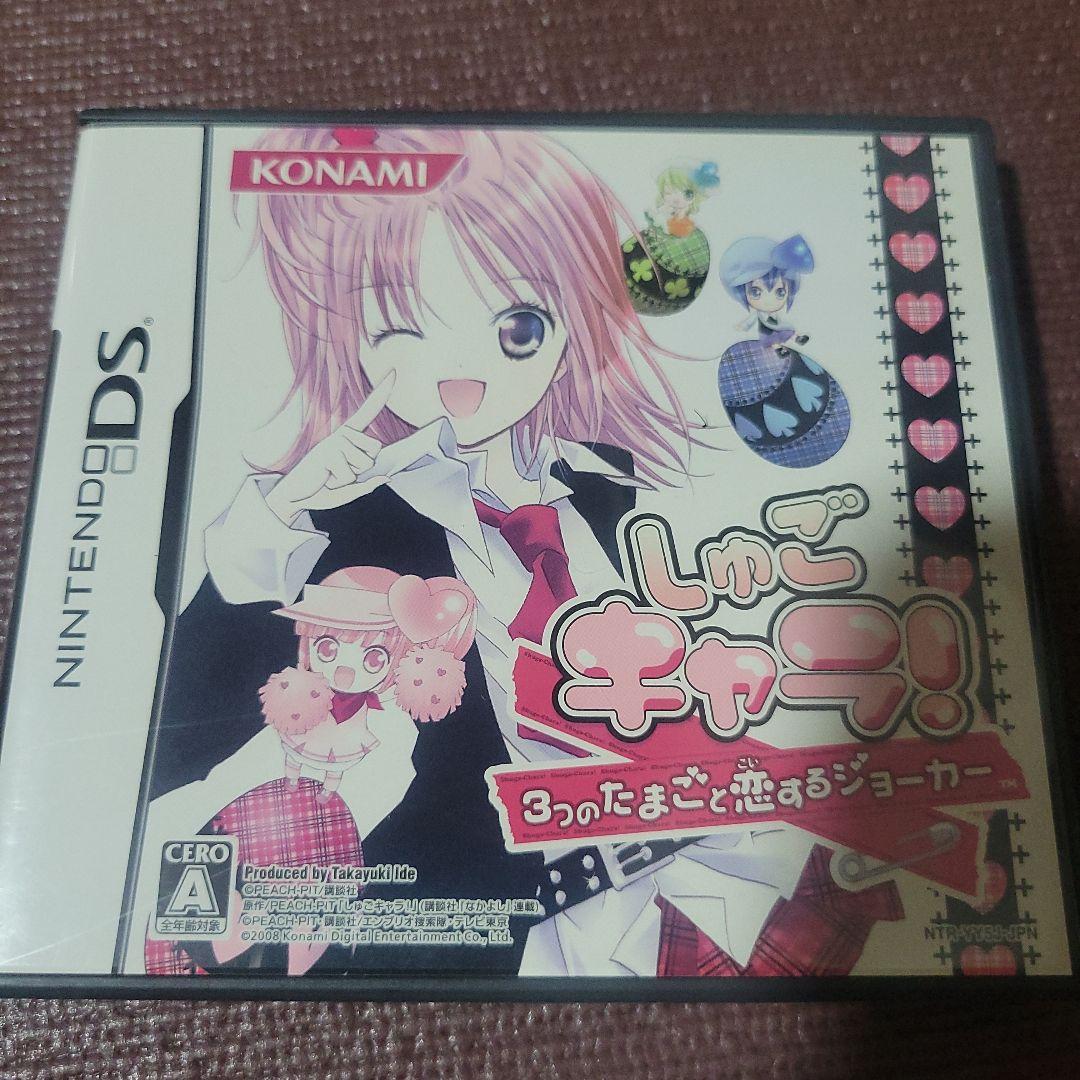 KONAMI
NINTENDO DS®
しゅご
キャラ!
3つのたまごと恋するジョーカー™
こい
CERO
A
全年齢対象
Produced by Takayuki Ide
©PEACH-PIT/講談社
原作/PEACH-PIT「しゅごキャラ!」(講談社「なかよし」連載)
©PEACH-PIT・講談社/エンブリオ捜索隊・テレビ東京
©2008 Konami Digital Entertainment Co., Ltd.